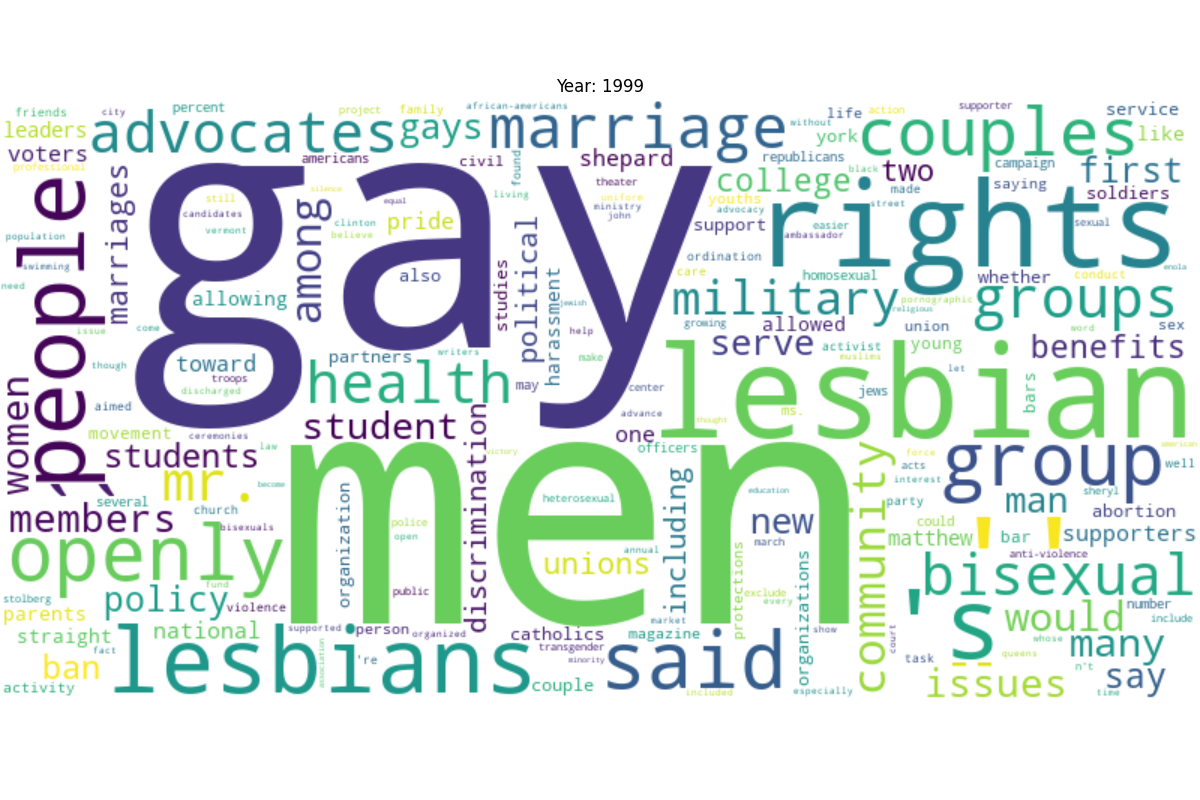 Year: 1999
friends
city
percent
project
family
african-americans
without
life
action
supporter
service
leaders
advocates
gays
marriage
york
couples
like
voters
americans
civil
found
shepard
republicans
black
two
campaign
first
professional
people
marriages
gay
silence
equal
living
theater
college
made
saying
soldiers
still
uniform
youths
street
rights
candidates
vermont
among
clinton
believe
pride
ministry
john
advocacy
support
easier
ambassador
sexual
population
swimming
need
also
studies
political
ordination
care
homosexual
whether
conduct
enola
allowing
harassment
jewish
military
pornographic
religious
groups
issue
come
help
growing
allowed
union
word
sex
though
toward
troops
discharged
partners
writers
make
serve
activist
muslims
young
benefits
women
aimed
health
may
center
lesbian
jews
let
bars
movement
ceremonies
student
discrimination
advance
thought
ms.
one
students
law
become
men
victory
officers
community
force
acts
interest
group
american
well
mr.
members
several
church
bisexuals
organization
heterosexual
including
education
party
man
sheryl
abortion
openly
police
open
new
march
could
matthew
'
bar
'
supporters
unions
annual
protections
organizations
anti-violence
bisexual
stolberg
policy
fund
violence
public
exclude
every
's
number
include
parents
would
straight
national
supported
person
organized
catholics
transgender
magazine
market
show
court
many
whose
ban
fact
lesbians
association
're
minority
said
task
queens
n't
activity
couple
included
especially
issues
say
time